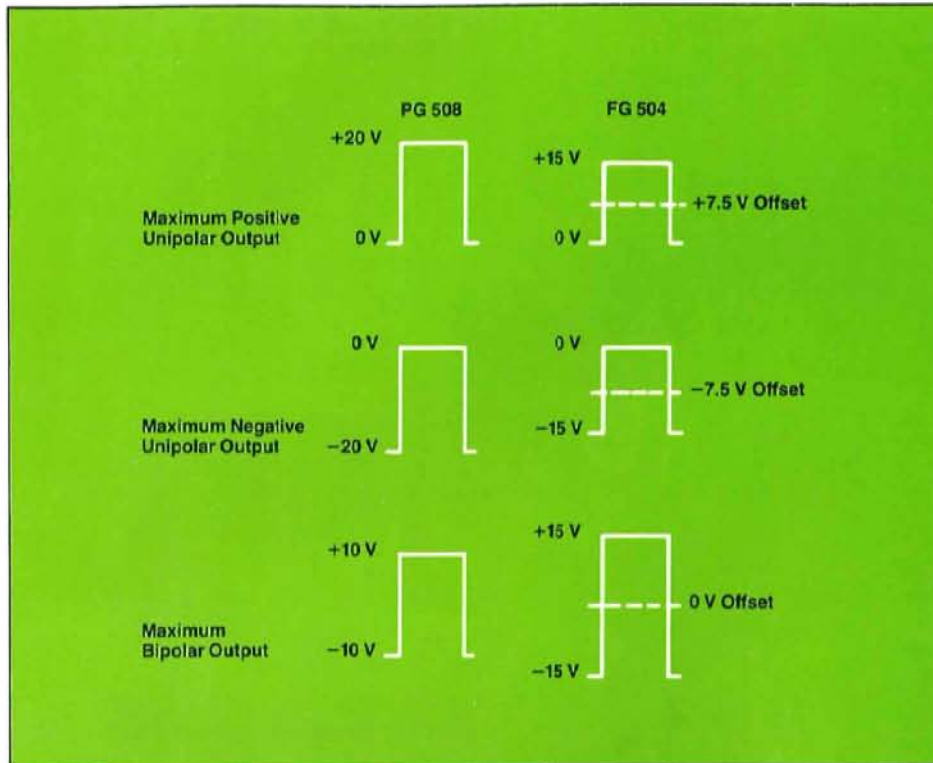 PG 508
FG 504
+20 V
+15 V
+7.5 V Offset
Maximum Positive
Unipolar Output
0 V
0 V
0 V
0 V
−7.5 V Offset
Maximum Negative
Unipolar Output
−20 V
−15 V
+10 V
+15 V
0 V Offset
Maximum
Bipolar Output
−10 V
−15 V